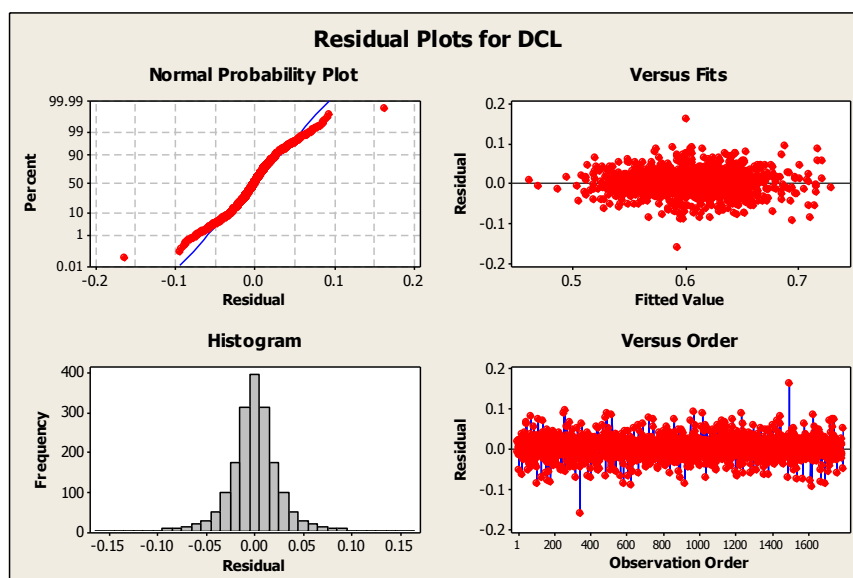 Residual Plots for DCL
Normal Probability Plot
Percent
99.99
99
90
50
10
1
0.01
-0.2 -0.1 0.0 0.1 0.2
Residual
Versus Fits
Residual
0.2
0.1
0.0
-0.1
-0.2
0.5 0.6 0.7
Fitted Value
Histogram
Frequency
400
300
200
100
0
-0.15 -0.10 -0.05 0.00 0.05 0.10 0.15
Residual
Versus Order
Residual
0.2
0.1
0.0
-0.1
-0.2
1 200 400 600 800 1000 1200 1400 1600
Observation Order